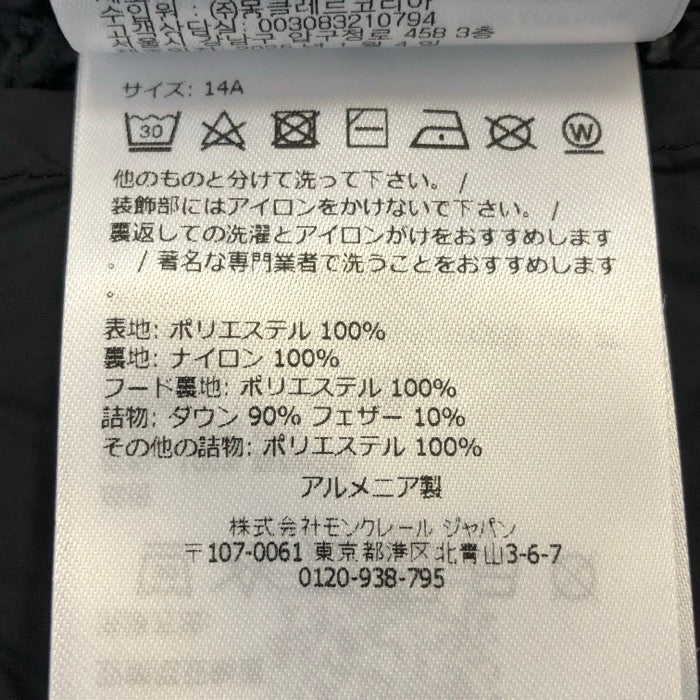 수입원 : (주)몽클레르코리아
고객상담실 : 003083210794
サイズ: 14A
30
W
他のものと分けて洗って下さい。 /
装飾部にはアイロンをかけないで下さい。 /
裏返しての洗濯とアイロンがけをおすすめします
。 / 著名な専門業者で洗うことをおすすめします
。
表地: ポリエステル 100%
裏地: ナイロン 100%
フード裏地: ポリエステル 100%
詰物: ダウン 90% フェザー 10%
その他の詰物: ポリエステル 100%
アルメニア製
株式会社モンクレール ジャパン
〒107-0061 東京都港区北青山3-6-7
0120-938-795